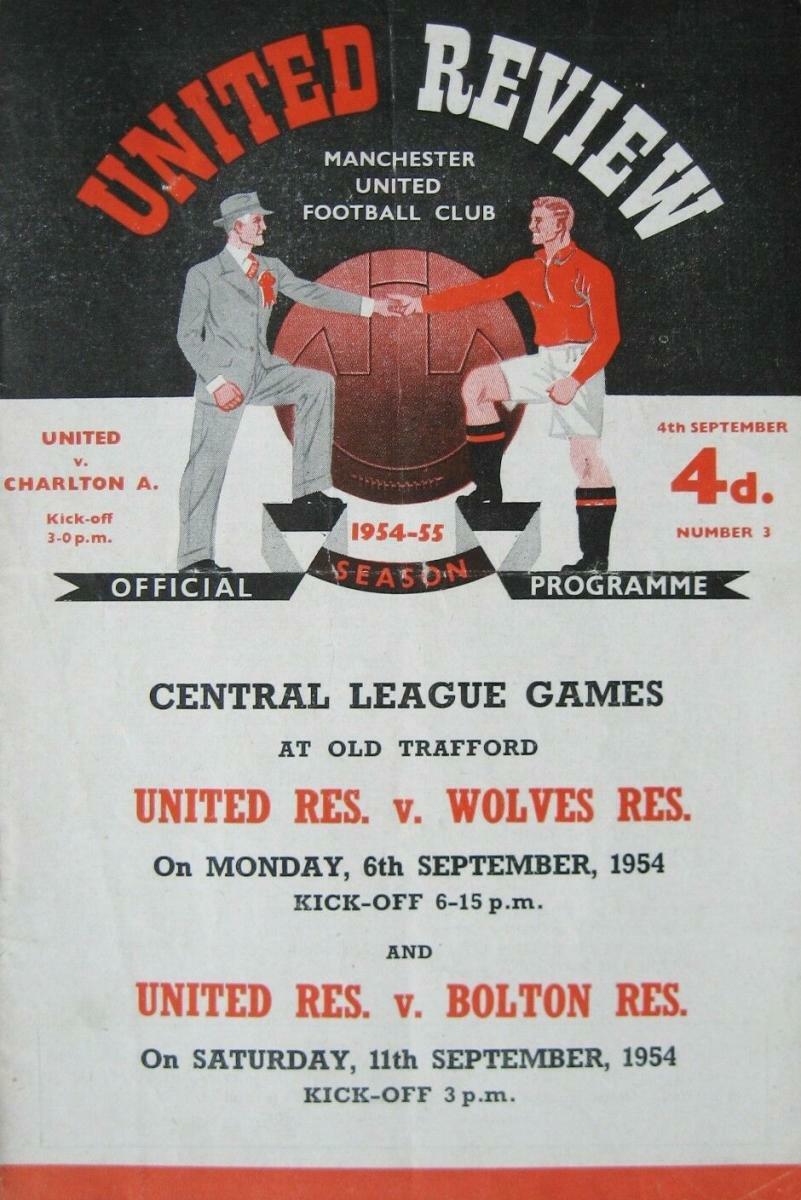 UNITED REVIEW
MANCHESTER
UNITED
FOOTBALL CLUB
UNITED
v.
CHARLTON A.
Kick-off
3-0 p.m.
4th SEPTEMBER
4d.
NUMBER 3
1954-55
SEASON
OFFICIAL PROGRAMME
CENTRAL LEAGUE GAMES
AT OLD TRAFFORD
UNITED RES. v. WOLVES RES.
On MONDAY, 6th SEPTEMBER, 1954
KICK-OFF 6-15 p.m.
AND
UNITED RES. v. BOLTON RES.
On SATURDAY, 11th SEPTEMBER, 1954
KICK-OFF 3 p.m.